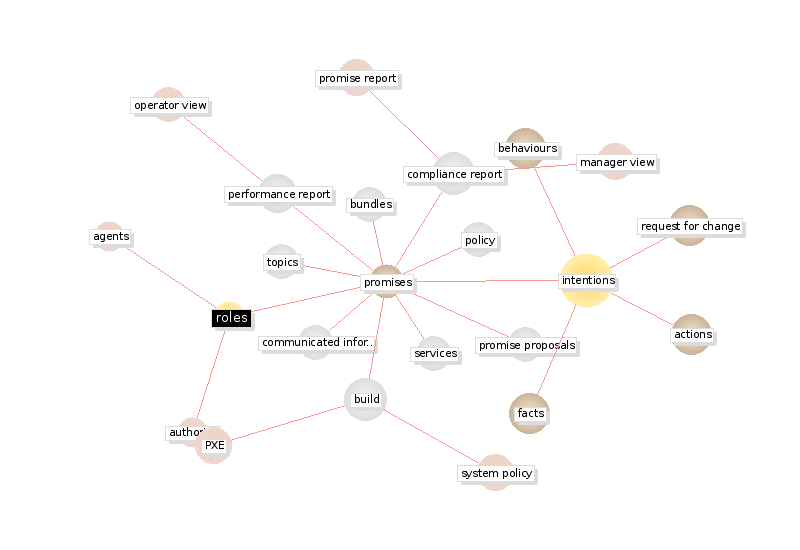 promise report
operator view
behaviours
manager view
compliance report
performance report
bundles
request for change
agents
policy
topics
promises
intentions
roles
actions
communicated infor..
services
promise proposals
build
facts
PXE
system policy